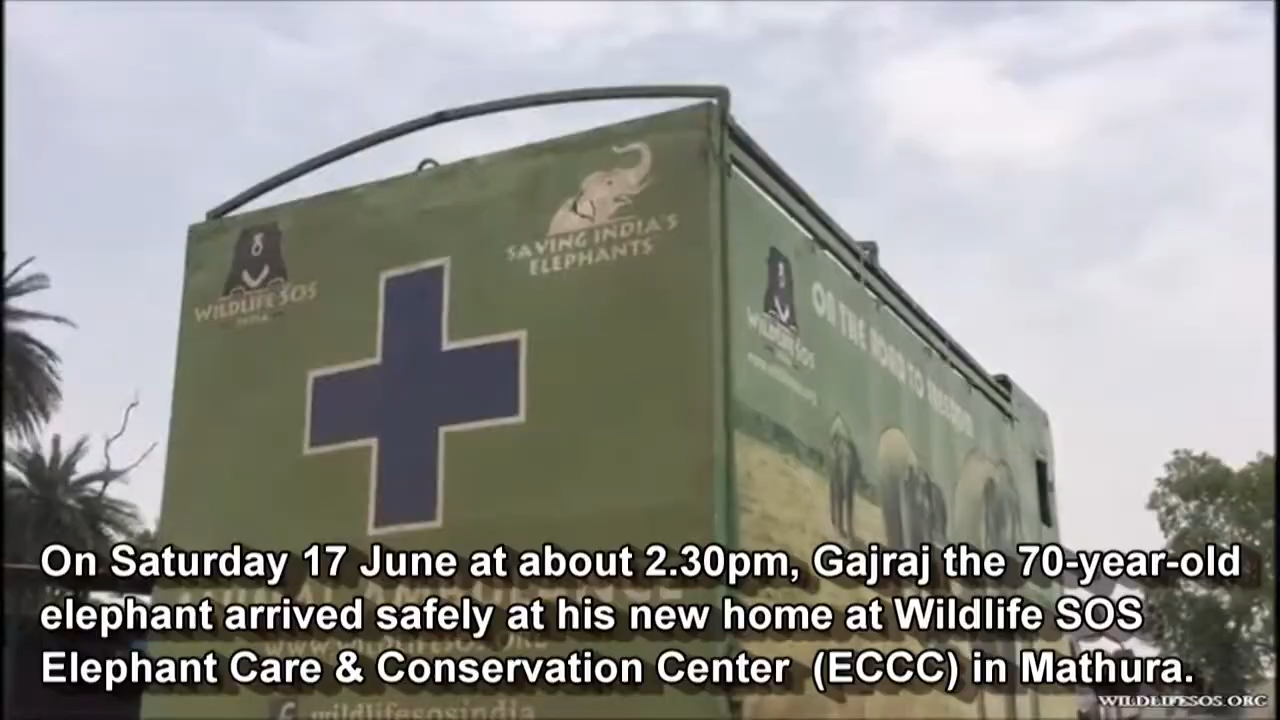 SAVING INDIA'S
ELEPHANTS
WILDLIFE SOS
INDIA
WILDLIFE SOS
ON THE ROAD TO FREEDOM
On Saturday 17 June at about 2.30pm, Gajraj the 70-year-old
elephant arrived safely at his new home at Wildlife SOS
Elephant Care & Conservation Center (ECCC) in Mathura.
wildlifesosindia
WILDLIFESOS.ORG